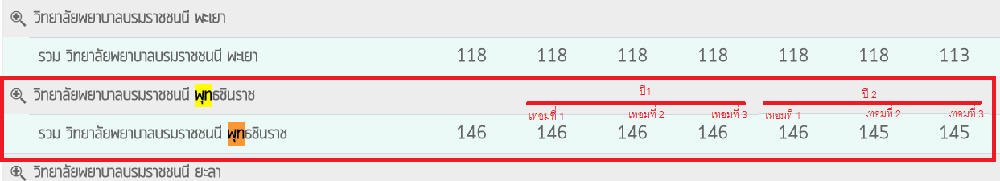 วิทยาลัยพยาบาลบรมราชชนนี พะเยา
รวม วิทยาลัยพยาบาลบรมราชชนนี พะเยา 118 118 118 118 118 118 113
วิทยาลัยพยาบาลบรมราชชนนี พุทธชินราช ปี1 ปี 2
เทอมที่ 1 เทอมที่ 2 เทอมที่ 3 เทอมที่ 1 เทอมที่ 2 เทอมที่ 3
รวม วิทยาลัยพยาบาลบรมราชชนนี พุทธชินราช 146 146 146 146 146 145 145
วิทยาลัยพยาบาลบรมราชชนนี ยะลา